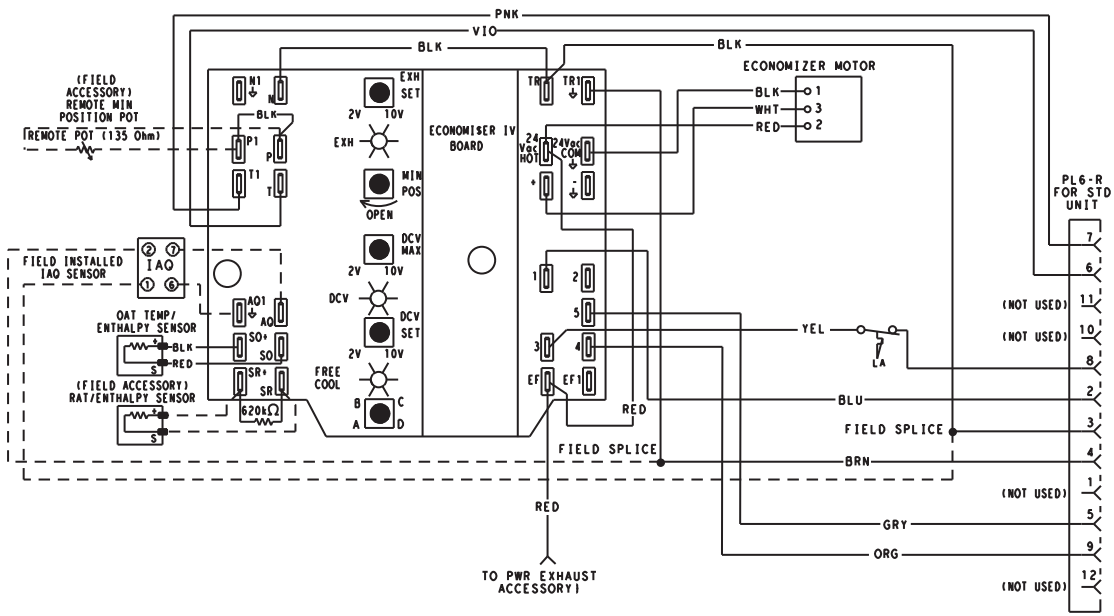 PNK
VIO
BLK
BLK
ECONOMIZER MOTOR
BLK
1
WHT
3
RED
2
(FIELD
ACCESSORY)
REMOTE MIN
POSITION POT
REMOTE POT (135 Ohm)
N1
N
BLK
P1
P
T1
T
EXH
SET
2V 10V
EXH
MIN
POS
OPEN
DCV
MAX
2V 10V
DCV
DCV
SET
2V 10V
FREE
COOL
B C
A D
ECONOMI$ER IV
BOARD
TR
TR1
24
Vac
HOT
24Vac
COM
+
-
1
2
5
3
4
EF
EF1
RED
FIELD INSTALLED
IAQ SENSOR
2 7
IAQ
1 6
AQ1
AQ
OAT TEMP/
ENTHALPY SENSOR
+
BLK
RED
S
SO+
SO
(FIELD ACCESSORY)
RAT/ENTHALPY SENSOR
+
S
SR+
SR
620kΩ
YEL
LA
BLU
FIELD SPLICE
FIELD SPLICE
BRN
GRY
ORG
RED
TO PWR EXHAUST
ACCESSORY)
PL6-R
FOR STD
UNIT
7
6
(NOT USED) 11
(NOT USED) 10
8
2
3
4
(NOT USED) 1
5
9
(NOT USED) 12